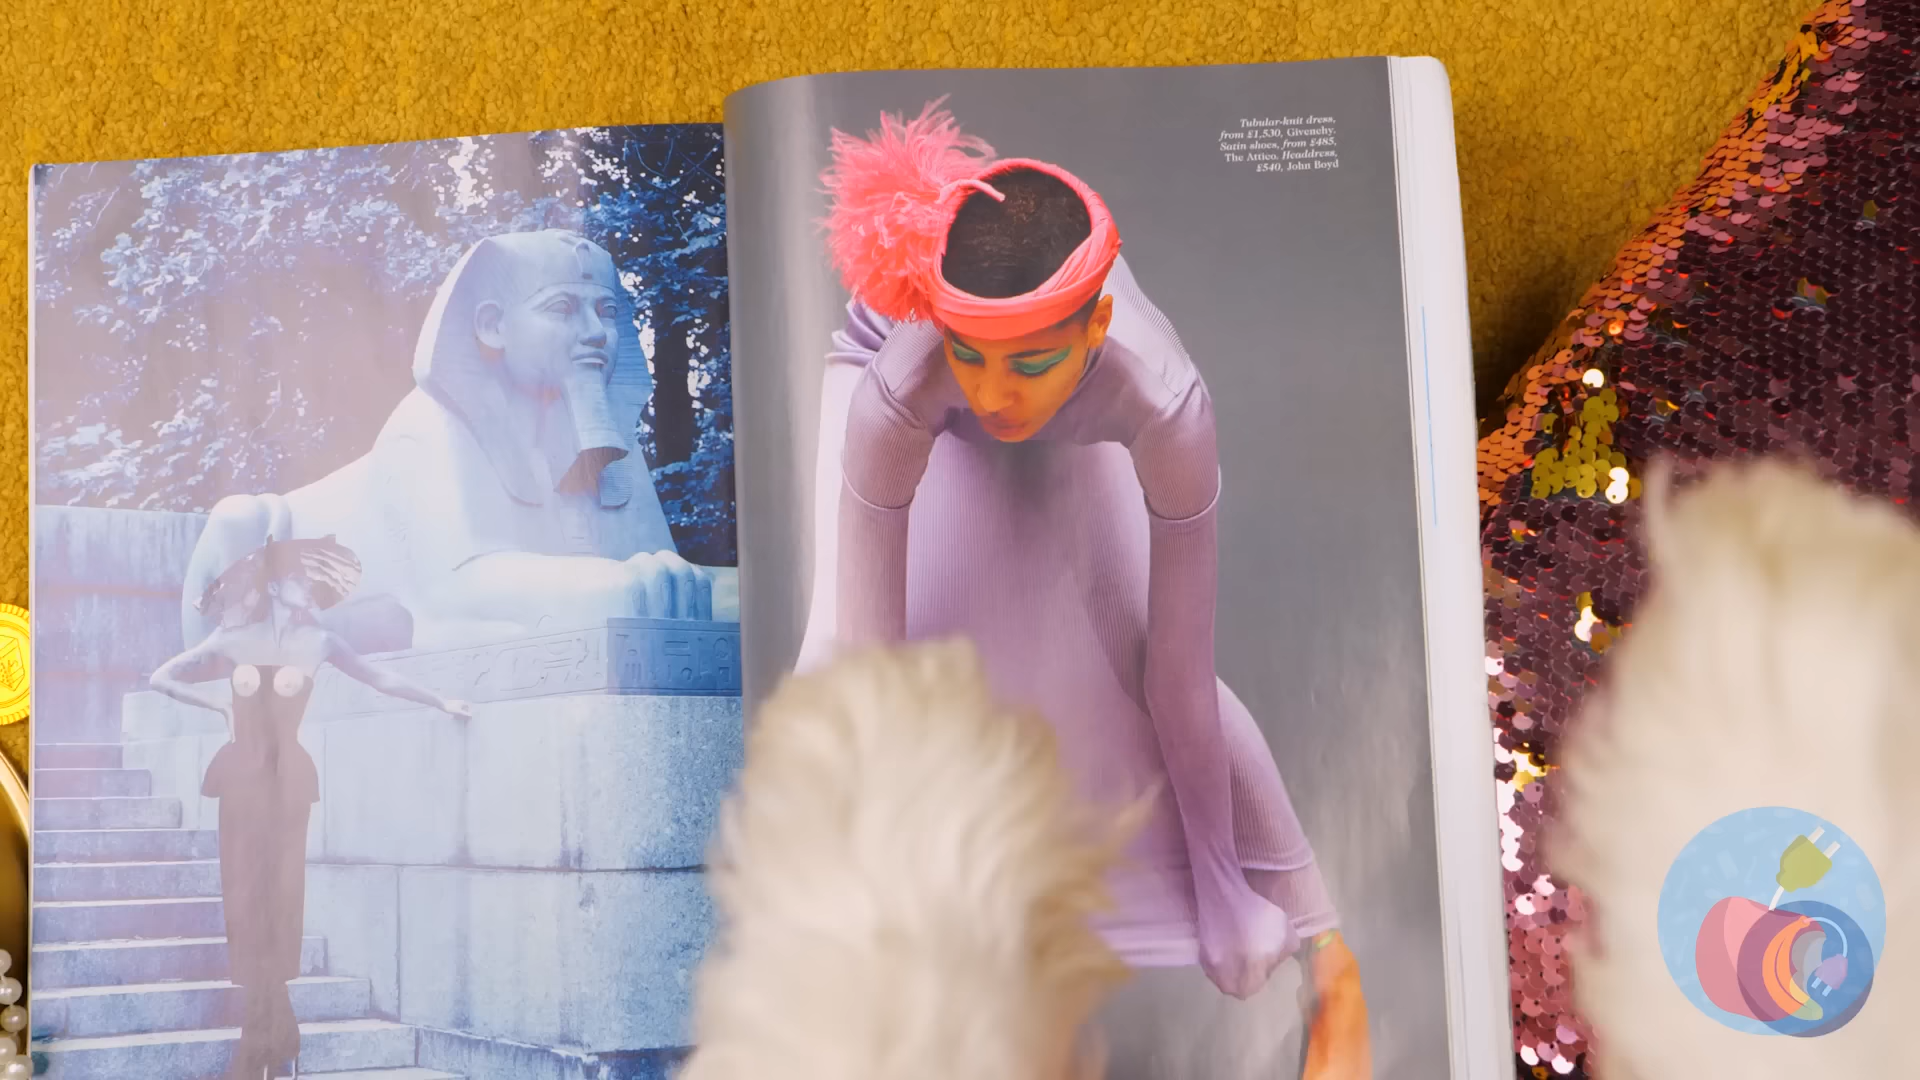 Tubular-knit dress,
from £1,530, Givenchy.
Satin shoes, from £485,
The Attico. Headdress,
£540, John Boyd